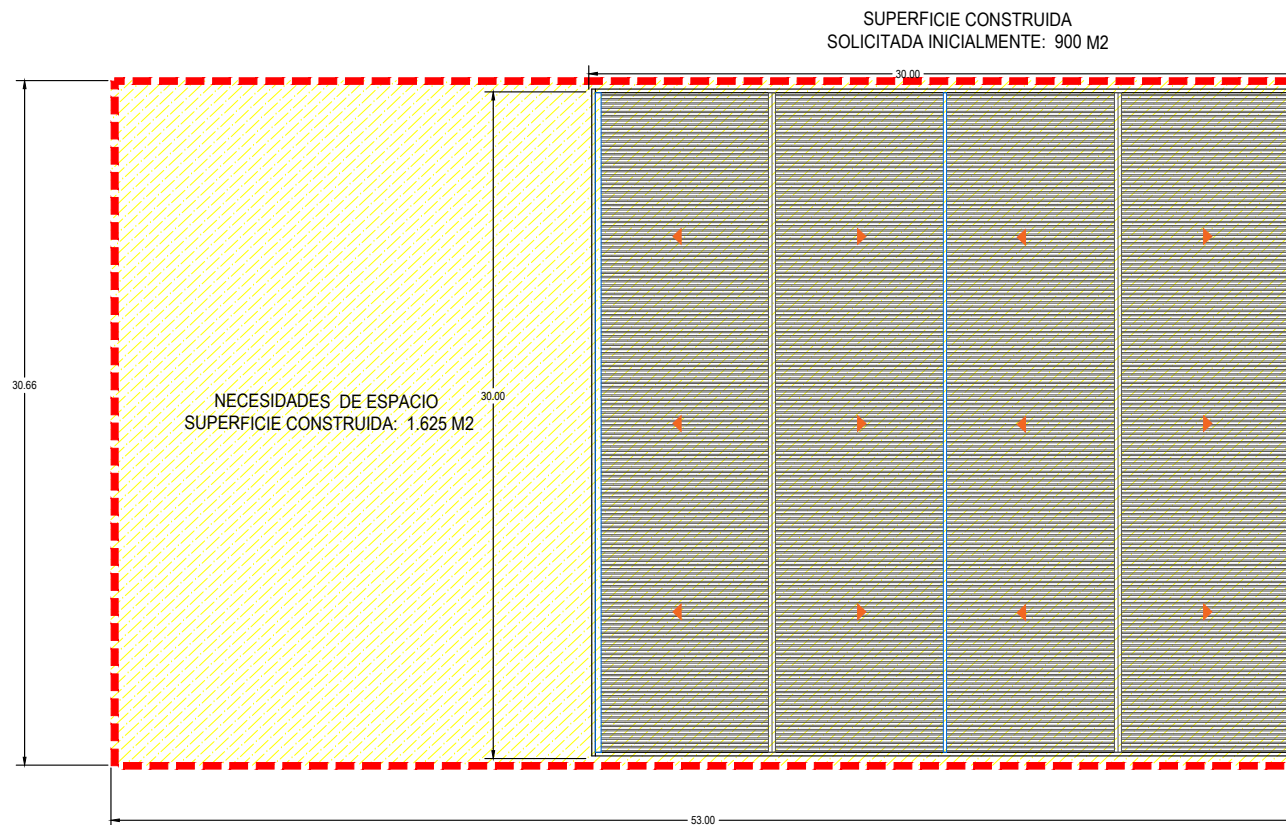 SUPERFICIE CONSTRUIDA
SOLICITADA INICIALMENTE: 900 M2
30.00
30.66
30.00
NECESIDADES DE ESPACIO
SUPERFICIE CONSTRUIDA: 1.625 M2
53.00